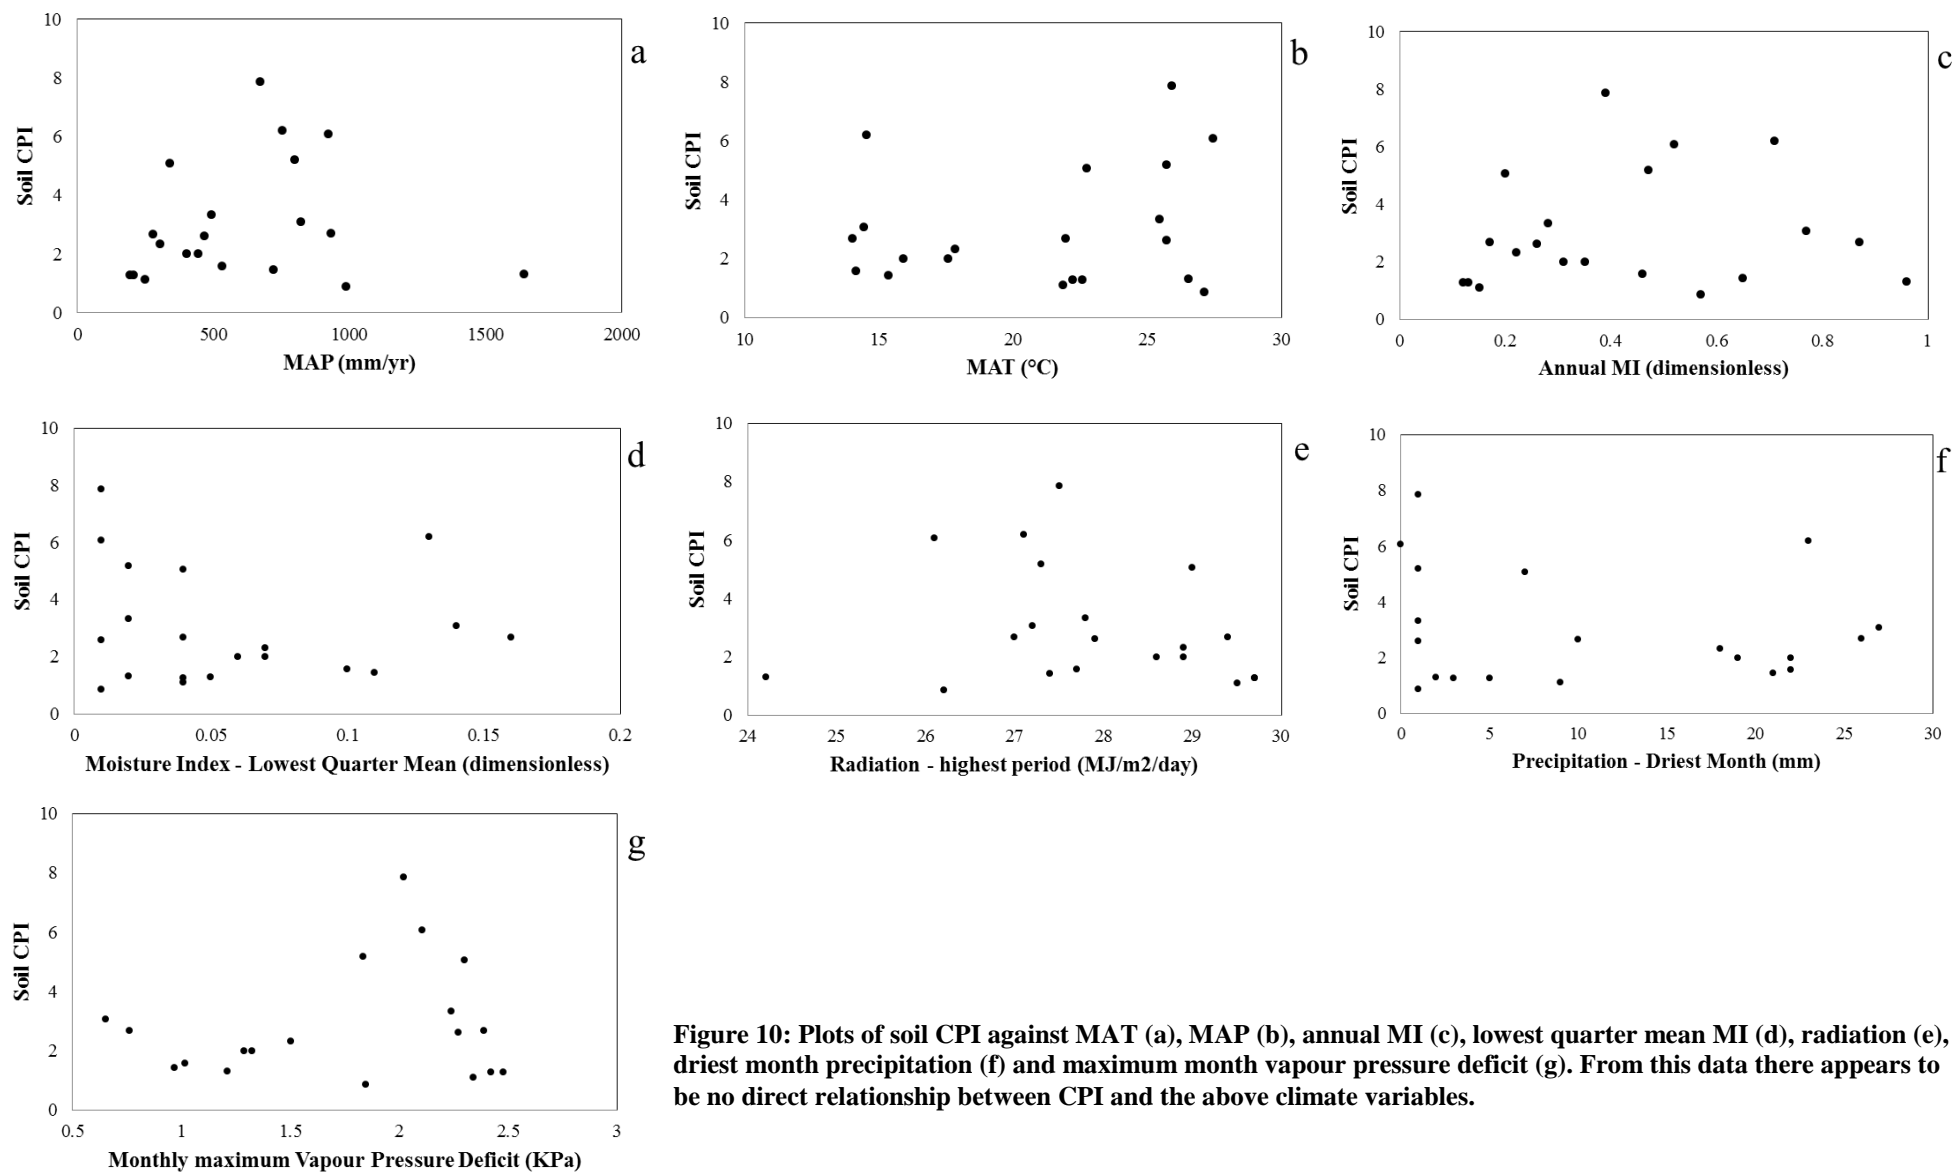 10
8
6
4
2
0
Soil CPI
0 500 1000 1500 2000
MAP (mm/yr)
a
10
8
6
4
2
0
Soil CPI
10 15 20 25 30
MAT (°C)
b
10
8
6
4
2
0
Soil CPI
0 0.2 0.4 0.6 0.8 1
Annual MI (dimensionless)
c
10
8
6
4
2
0
Soil CPI
0 0.05 0.1 0.15 0.2
Moisture Index - Lowest Quarter Mean (dimensionless)
d
10
8
6
4
2
0
Soil CPI
24 25 26 27 28 29 30
Radiation - highest period (MJ/m2/day)
e
10
8
6
4
2
0
Soil CPI
0 5 10 15 20 25 30
Precipitation - Driest Month (mm)
f
10
8
6
4
2
0
Soil CPI
0.5 1 1.5 2 2.5 3
Monthly maximum Vapour Pressure Deficit (KPa)
g
Figure 10: Plots of soil CPI against MAT (a), MAP (b), annual MI (c), lowest quarter mean MI (d), radiation (e),
driest month precipitation (f) and maximum month vapour pressure deficit (g). From this data there appears to
be no direct relationship between CPI and the above climate variables.